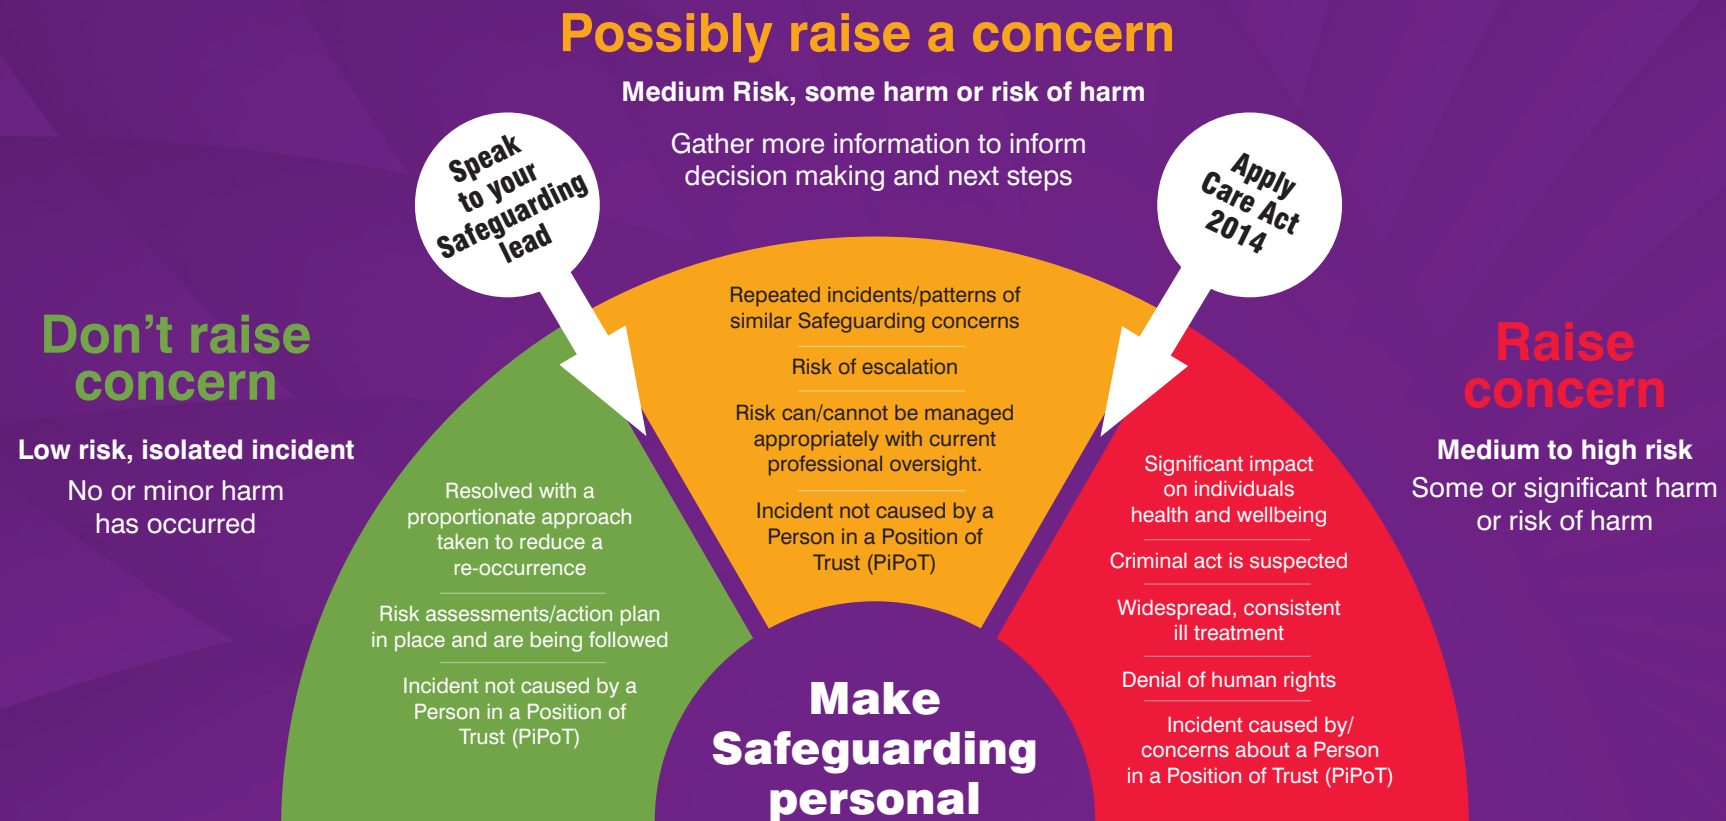 Possibly raise a concern
Medium Risk, some harm or risk of harm
Gather more information to inform
decision making and next steps
Speak
to your
Safeguarding
lead
Apply
Care Act
2014
Don't raise
concern
Low risk, isolated incident
No or minor harm
has occurred
Resolved with a
proportionate approach
taken to reduce a
re-occurrence
Risk assessments/action plan
in place and are being followed
Incident not caused by a
Person in a Position of
Trust (PiPoT)
Repeated incidents/patterns of
similar Safeguarding concerns
Risk of escalation
Risk can/cannot be managed
appropriately with current
professional oversight.
Incident not caused by a
Person in a Position of
Trust (PiPoT)
Raise
concern
Medium to high risk
Some or significant harm
or risk of harm
Significant impact
on individuals
health and wellbeing
Criminal act is suspected
Widespread, consistent
ill treatment
Denial of human rights
Incident caused by/
concerns about a Person
in a Position of Trust (PiPoT)
Make
Safeguarding
personal